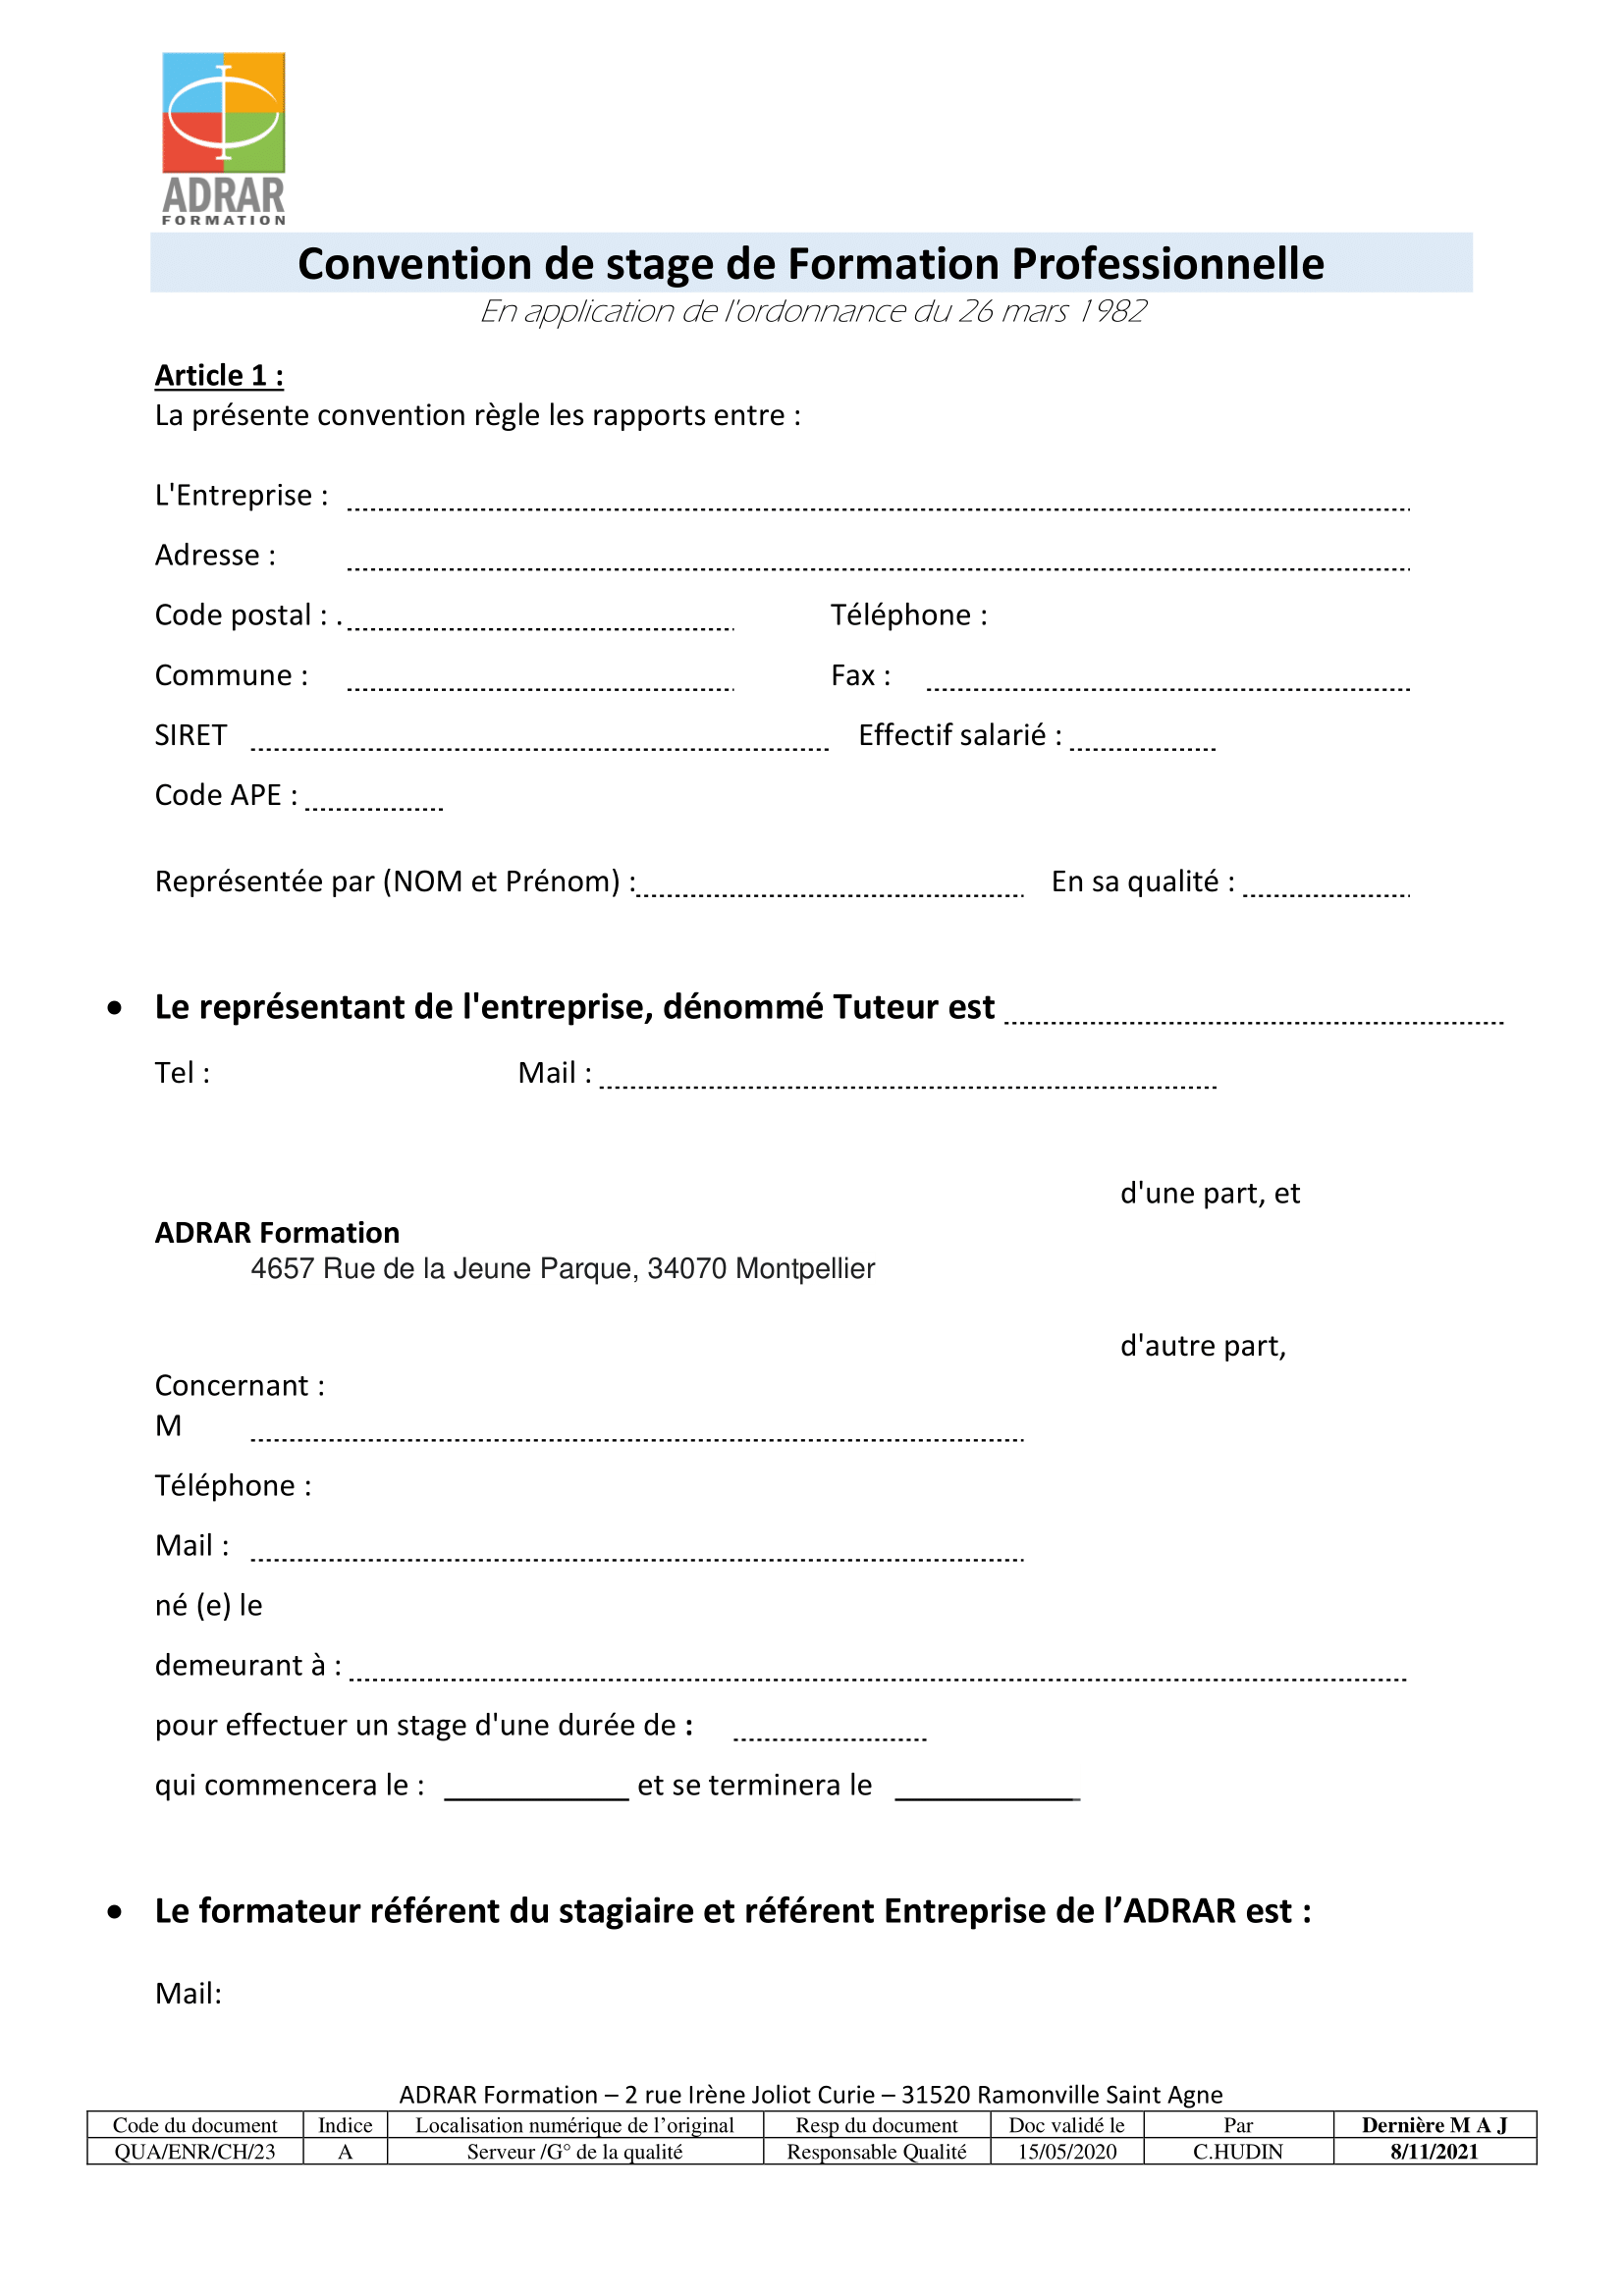 ADRAR
FORMATION
Convention de stage de Formation Professionnelle
En application de l'ordonnance du 26 mars 1982
Article 1 :
La présente convention règle les rapports entre :
L'Entreprise :
Adresse :
Code postal : . Téléphone :
Commune : Fax :
SIRET Effectif salarié :
Code APE :
Représentée par (NOM et Prénom) : En sa qualité :
• Le représentant de l'entreprise, dénommé Tuteur est
Tel : Mail :
d'une part, et
ADRAR Formation
4657 Rue de la Jeune Parque, 34070 Montpellier
d'autre part,
Concernant :
M
Téléphone :
Mail :
né (e) le
demeurant à :
pour effectuer un stage d'une durée de :
qui commencera le : ___________ et se terminera le ___________
• Le formateur référent du stagiaire et référent Entreprise de l’ADRAR est :
Mail:
ADRAR Formation – 2 rue Irène Joliot Curie – 31520 Ramonville Saint Agne
Code du document Indice Localisation numérique de l’original Resp du document Doc validé le Par Dernière M A J
QUA/ENR/CH/23 A Serveur /G° de la qualité Responsable Qualité 15/05/2020 C.HUDIN 8/11/2021